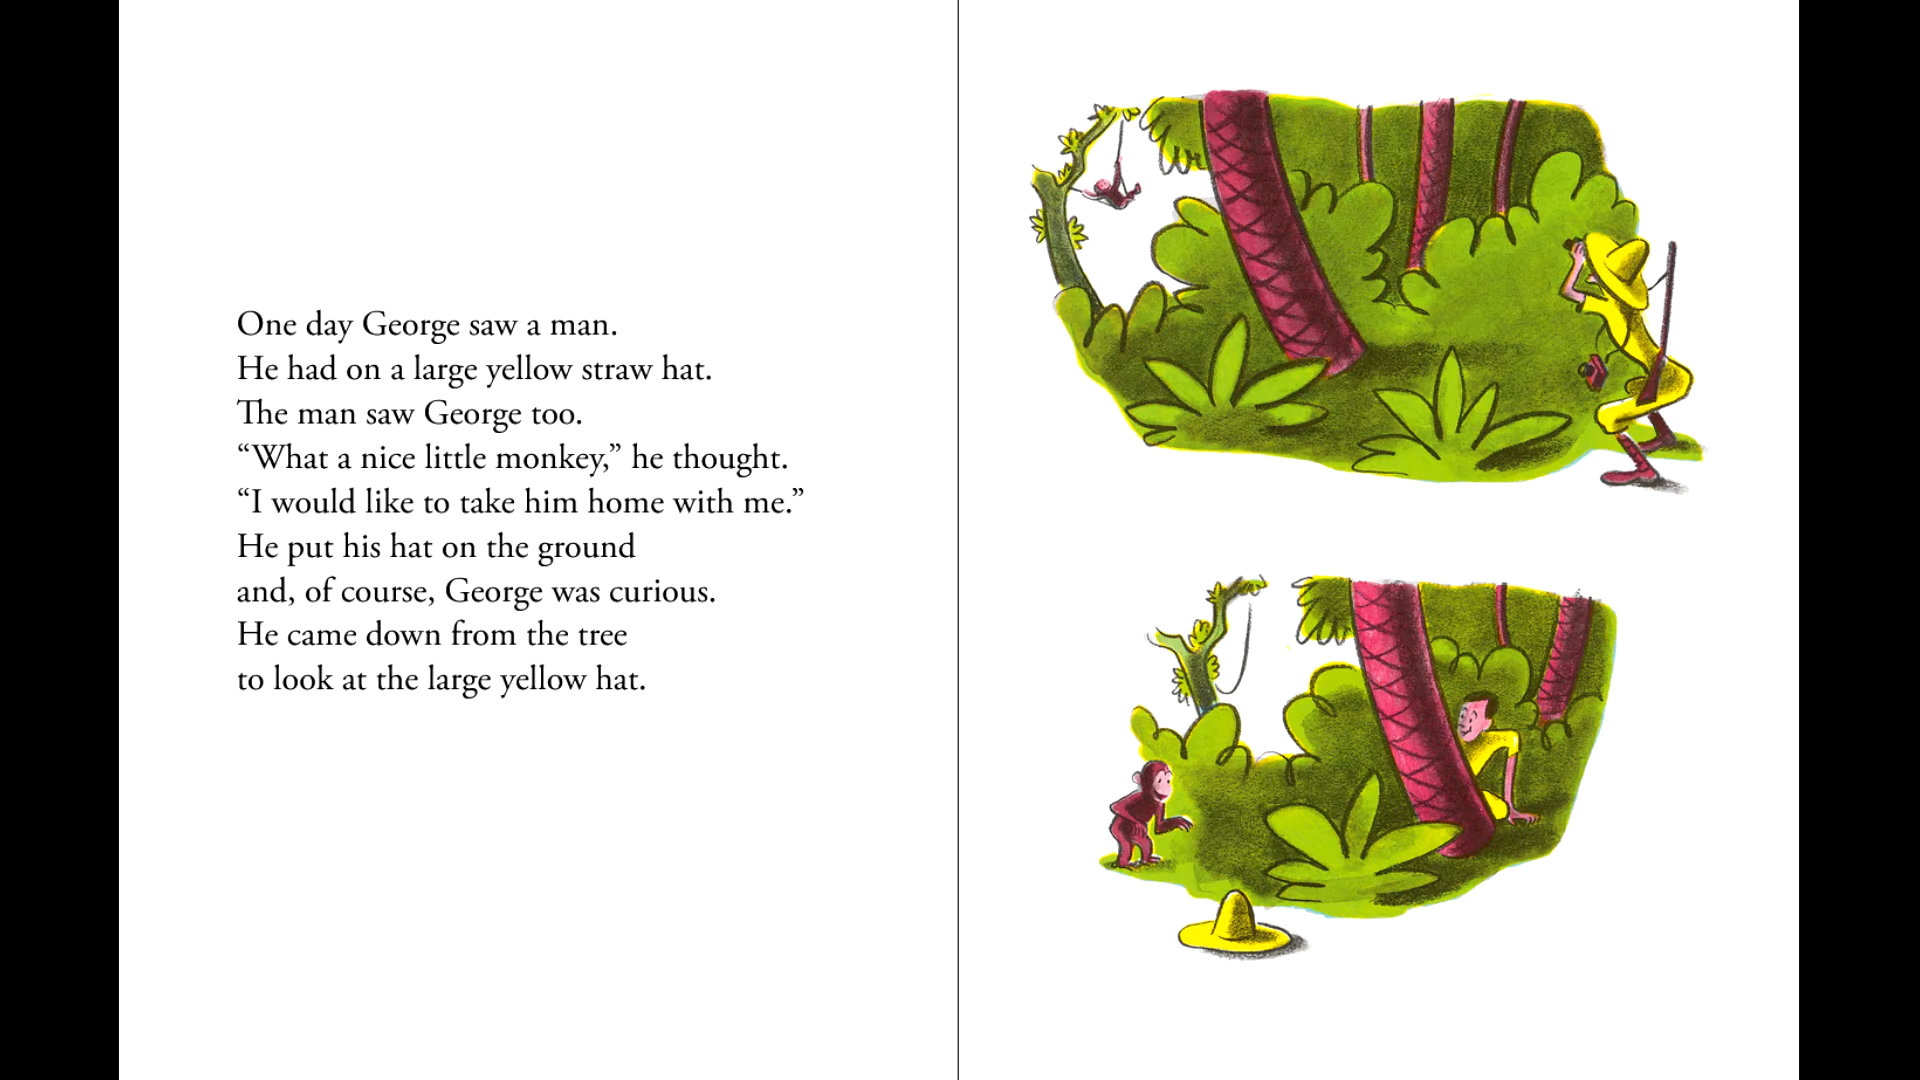 One day George saw a man.
He had on a large yellow straw hat.
The man saw George too.
“What a nice little monkey,” he thought.
“I would like to take him home with me.”
He put his hat on the ground
and, of course, George was curious.
He came down from the tree
to look at the large yellow hat.